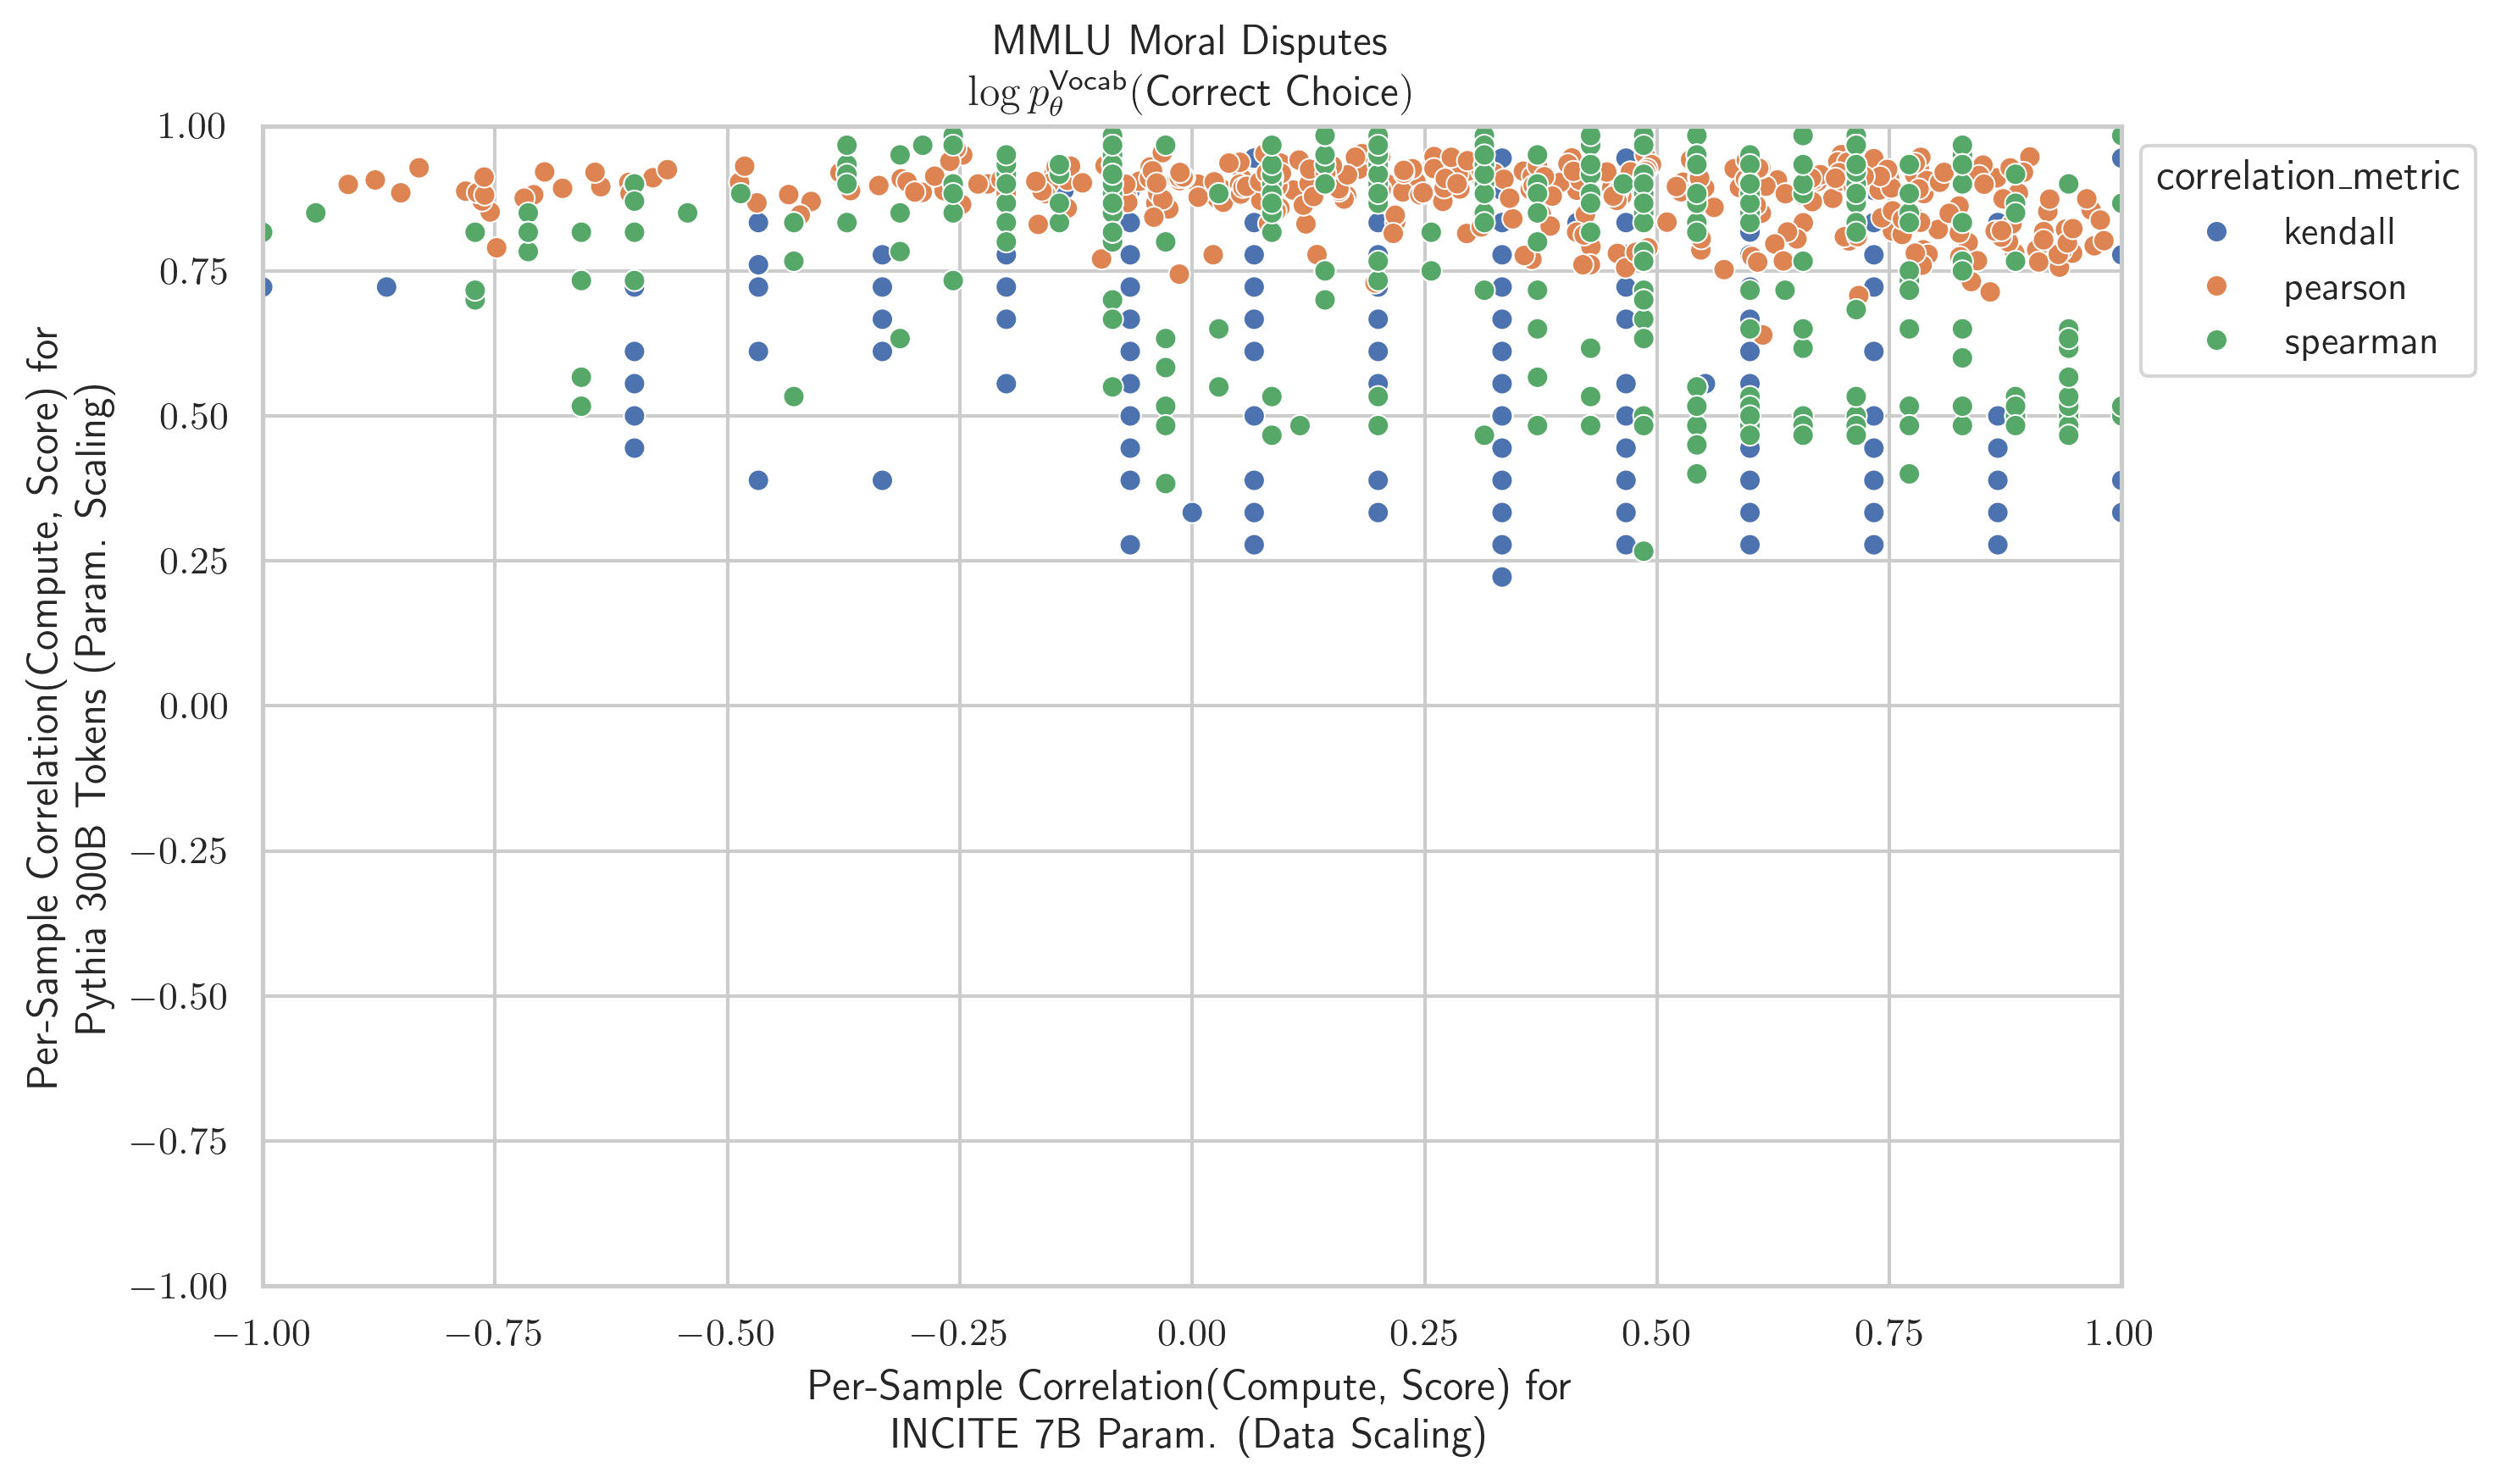 MMLU Moral Disputes
log p_θ^Vocab(Correct Choice)
1.00
0.75
0.50
0.25
0.00
−0.25
−0.50
−0.75
−1.00
Per-Sample Correlation(Compute, Score) for
Pythia 300B Tokens (Param. Scaling)
−1.00
−0.75
−0.50
−0.25
0.00
0.25
0.50
0.75
1.00
Per-Sample Correlation(Compute, Score) for
INCITE 7B Param. (Data Scaling)
correlation_metric
kendall
pearson
spearman